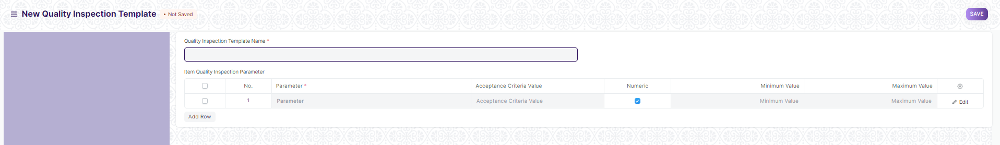 New Quality Inspection Template • Not Saved SAVE
Quality Inspection Template Name *
Item Quality Inspection Parameter
No. Parameter * Acceptance Criteria Value Numeric Minimum Value Maximum Value
1 Parameter Acceptance Criteria Value Minimum Value Maximum Value Edit
Add Row